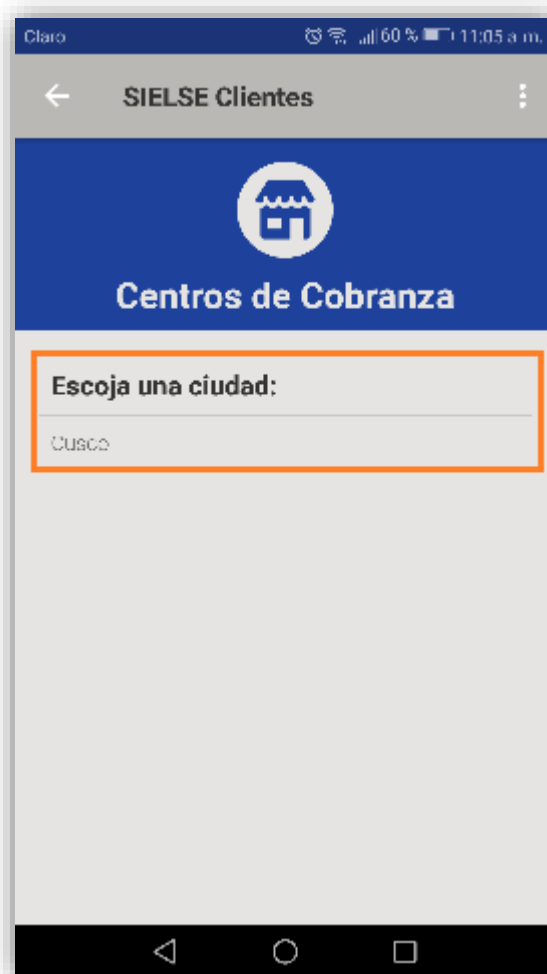 Claro 60 % 11:05 a.m.
SIELSE Clientes
Centros de Cobranza
Escoja una ciudad:
Cusco